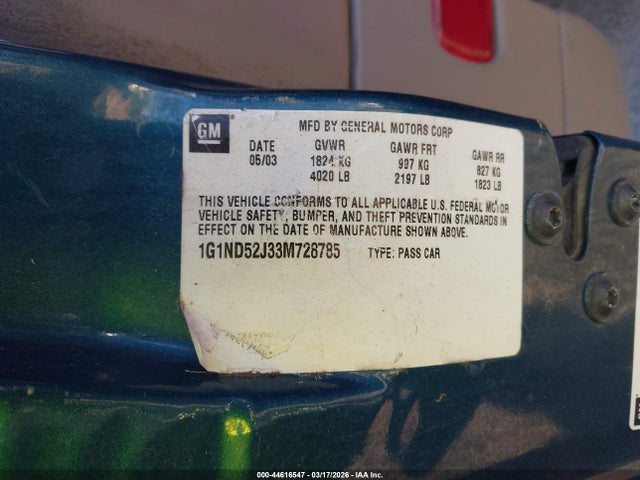 GM
MFD BY GENERAL MOTORS CORP
DATE GVWR GAWR FRT GAWR RR
05/03 1824 KG 997 KG 827 KG
4020 LB 2197 LB 1823 LB
THIS VEHICLE CONFORMS TO ALL APPLICABLE U.S. FEDERAL MOTOR
VEHICLE SAFETY, BUMPER, AND THEFT PREVENTION STANDARDS IN
EFFECT ON THE DATE OF MANUFACTURE SHOWN ABOVE.
1G1ND52J33M728785 TYPE: PASS CAR
000-44616547 - 03/17/2026 - IAA Inc.